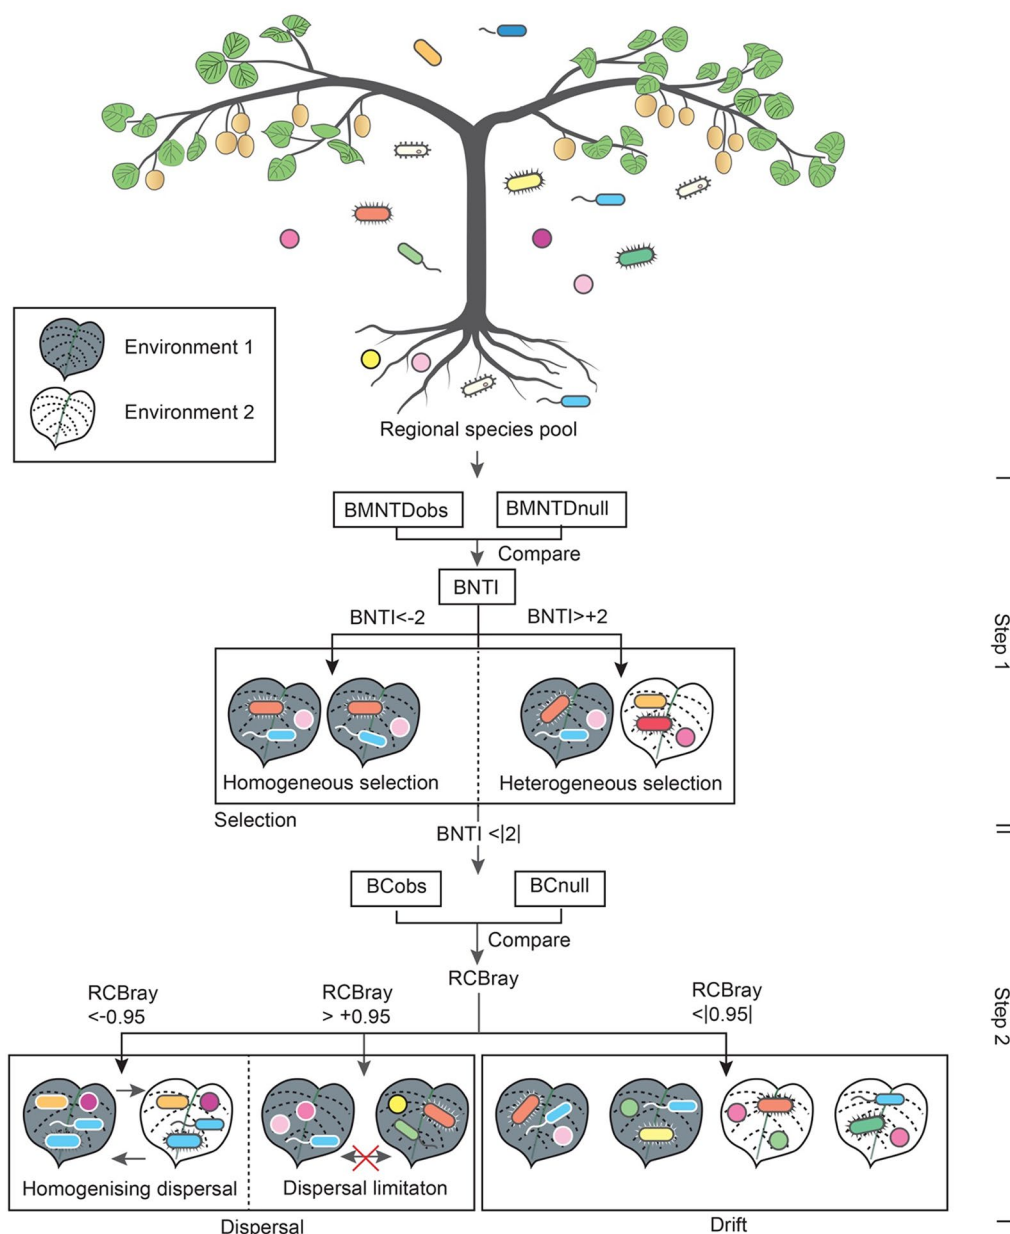 Environment 1
Environment 2
Regional species pool
I
BMNTDobs
BMNTDnull
Compare
BNTI
BNTI<-2
BNTI>+2
Step 1
Homogeneous selection
Heterogeneous selection
Selection
II
BNTI <|2|
BCobs
BCnull
Compare
RCBray
RCBray
<-0.95
RCBray
> +0.95
RCBray
<|0.95|
Step 2
Homogenising dispersal
Dispersal limitaton
Dispersal
Drift
I